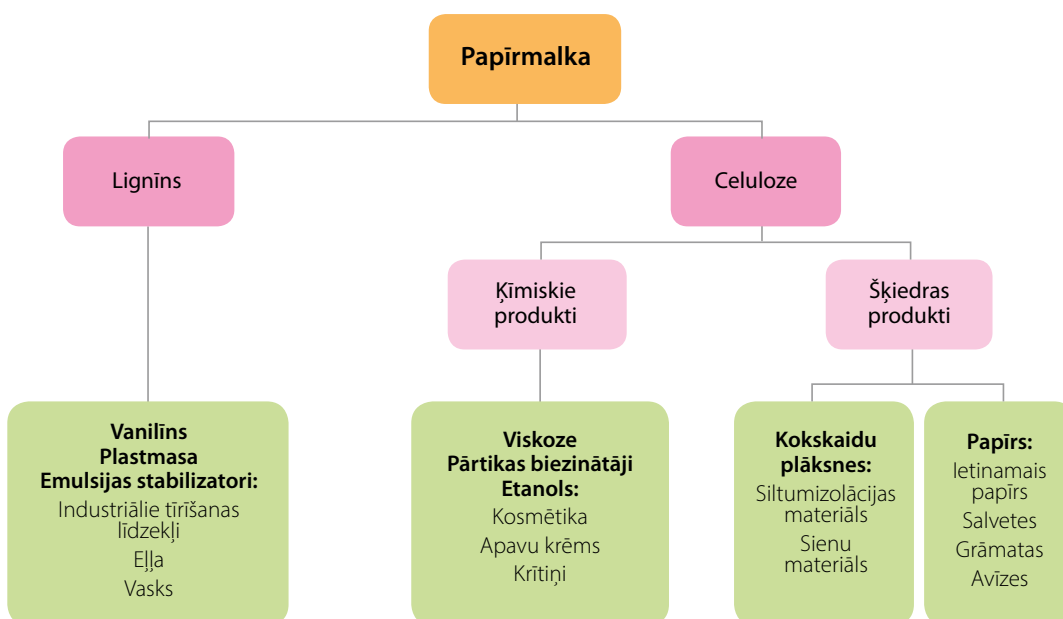 Papīrmalka
Lignīns
Celuloze
Ķīmiskie
produkti
Šķiedras
produkti
Vanilīns
Plastmasa
Emulsijas stabilizatori:
Industriālie tīrīšanas
līdzekļi
Eļļa
Vasks
Viskoze
Pārtikas biezinātāji
Etanols:
Kosmētika
Apavu krēms
Krītiņi
Kokskaidu
plāksnes:
Siltumizolācijas
materiāls
Sienu
materiāls
Papīrs:
Ietinamais
papīrs
Salvetes
Grāmatas
Avīzes